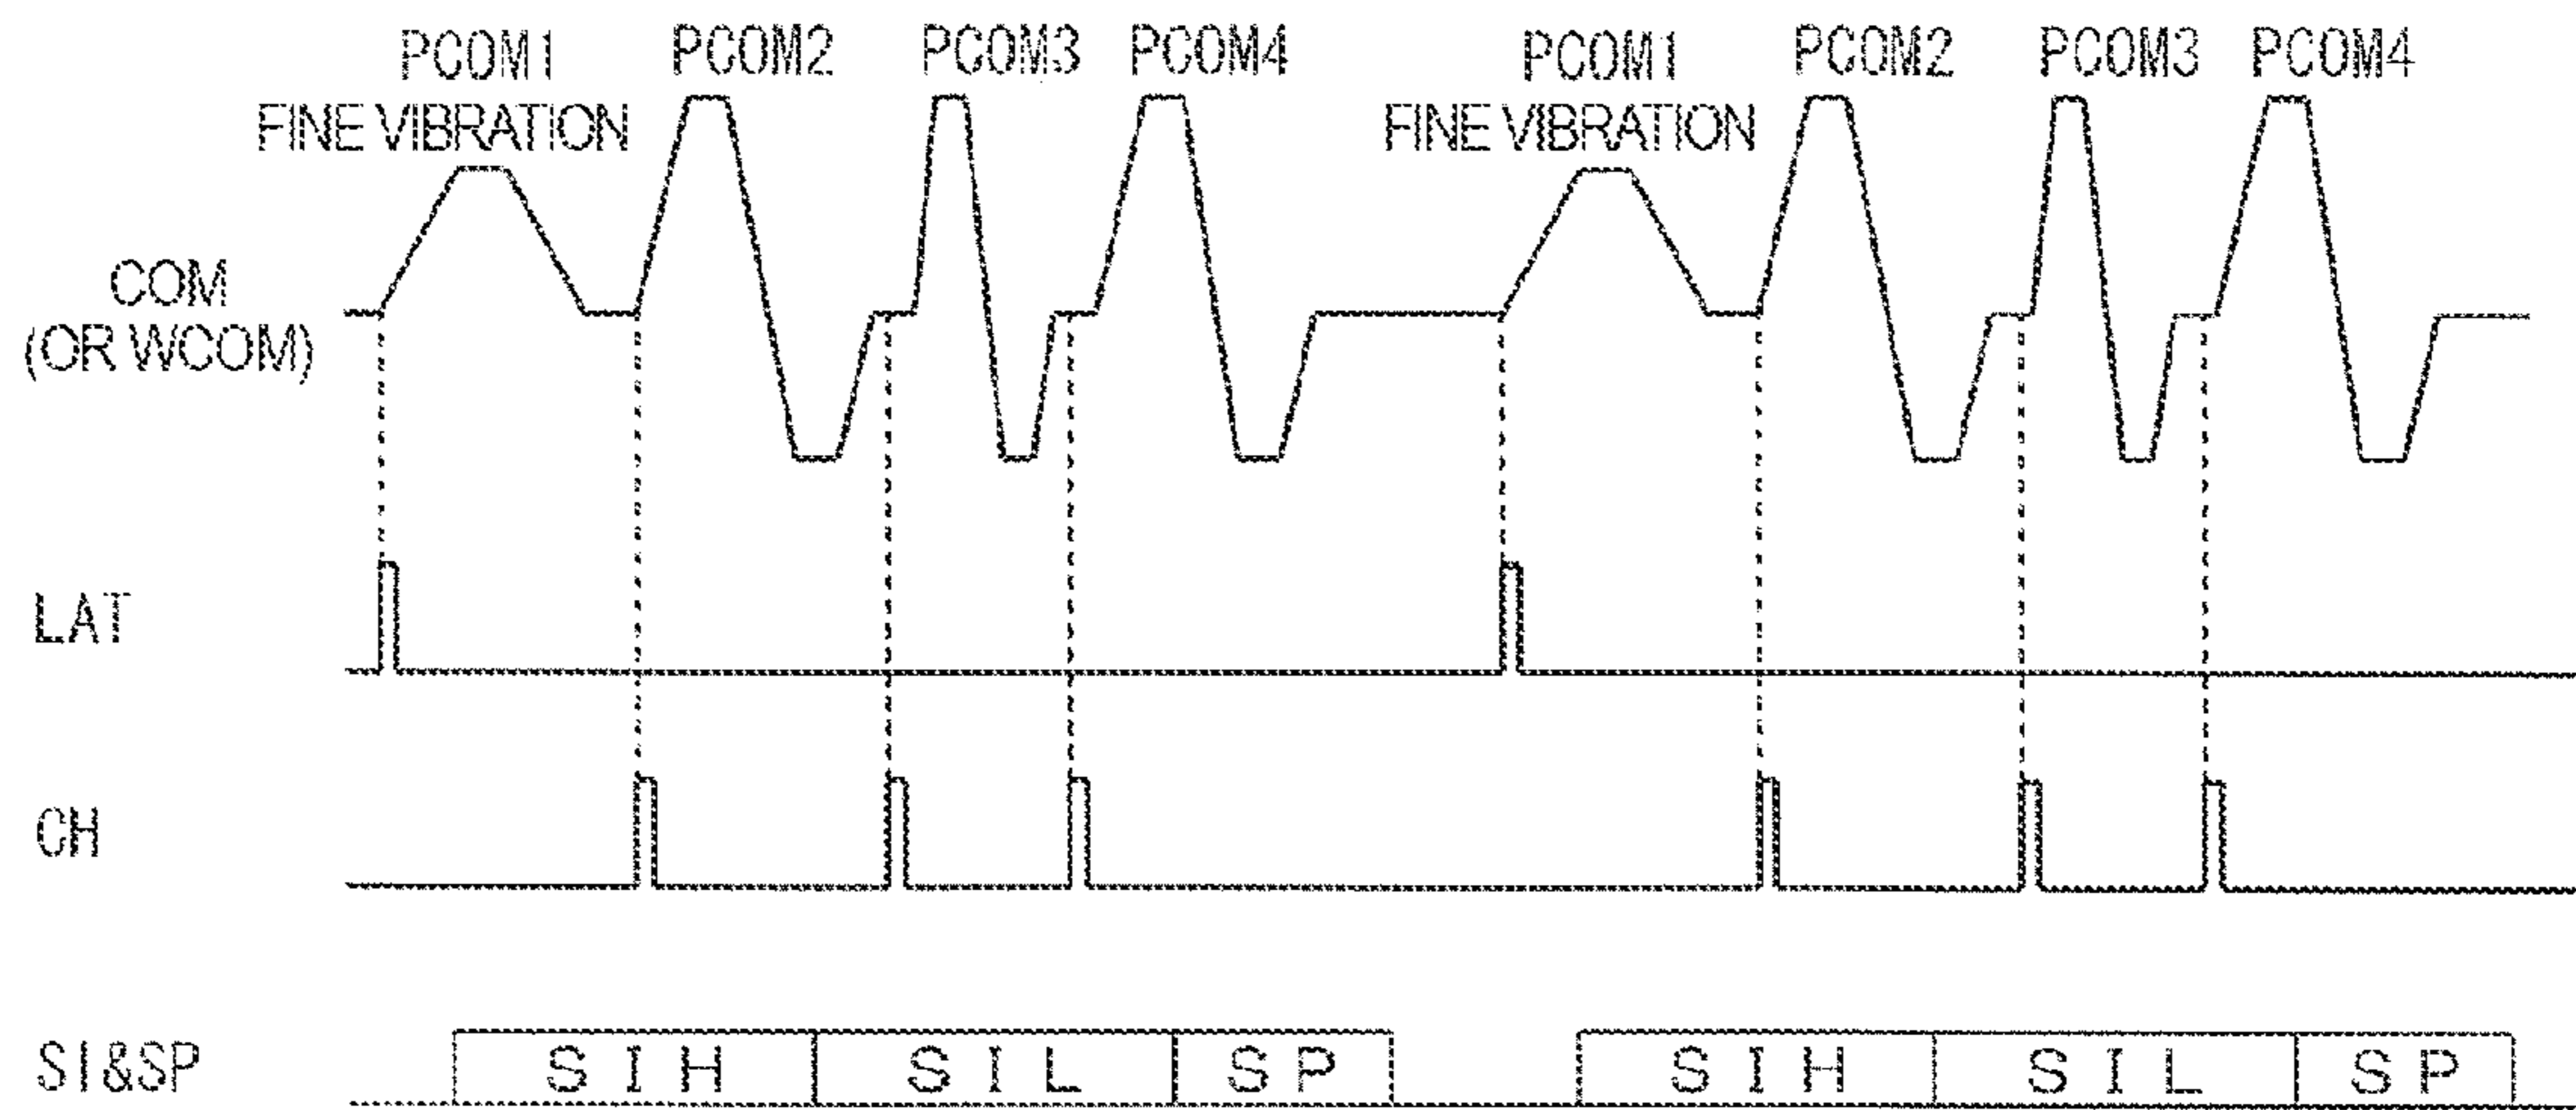 PCOM1 PCOM2 PCOM3 PCOM4 PCOM1 PCOM2 PCOM3 PCOM4
FINE VIBRATION FINE VIBRATION
COM
(OR WCOM)
LAT
CH
SI&SP SIH SIL SP SIH SIL SP